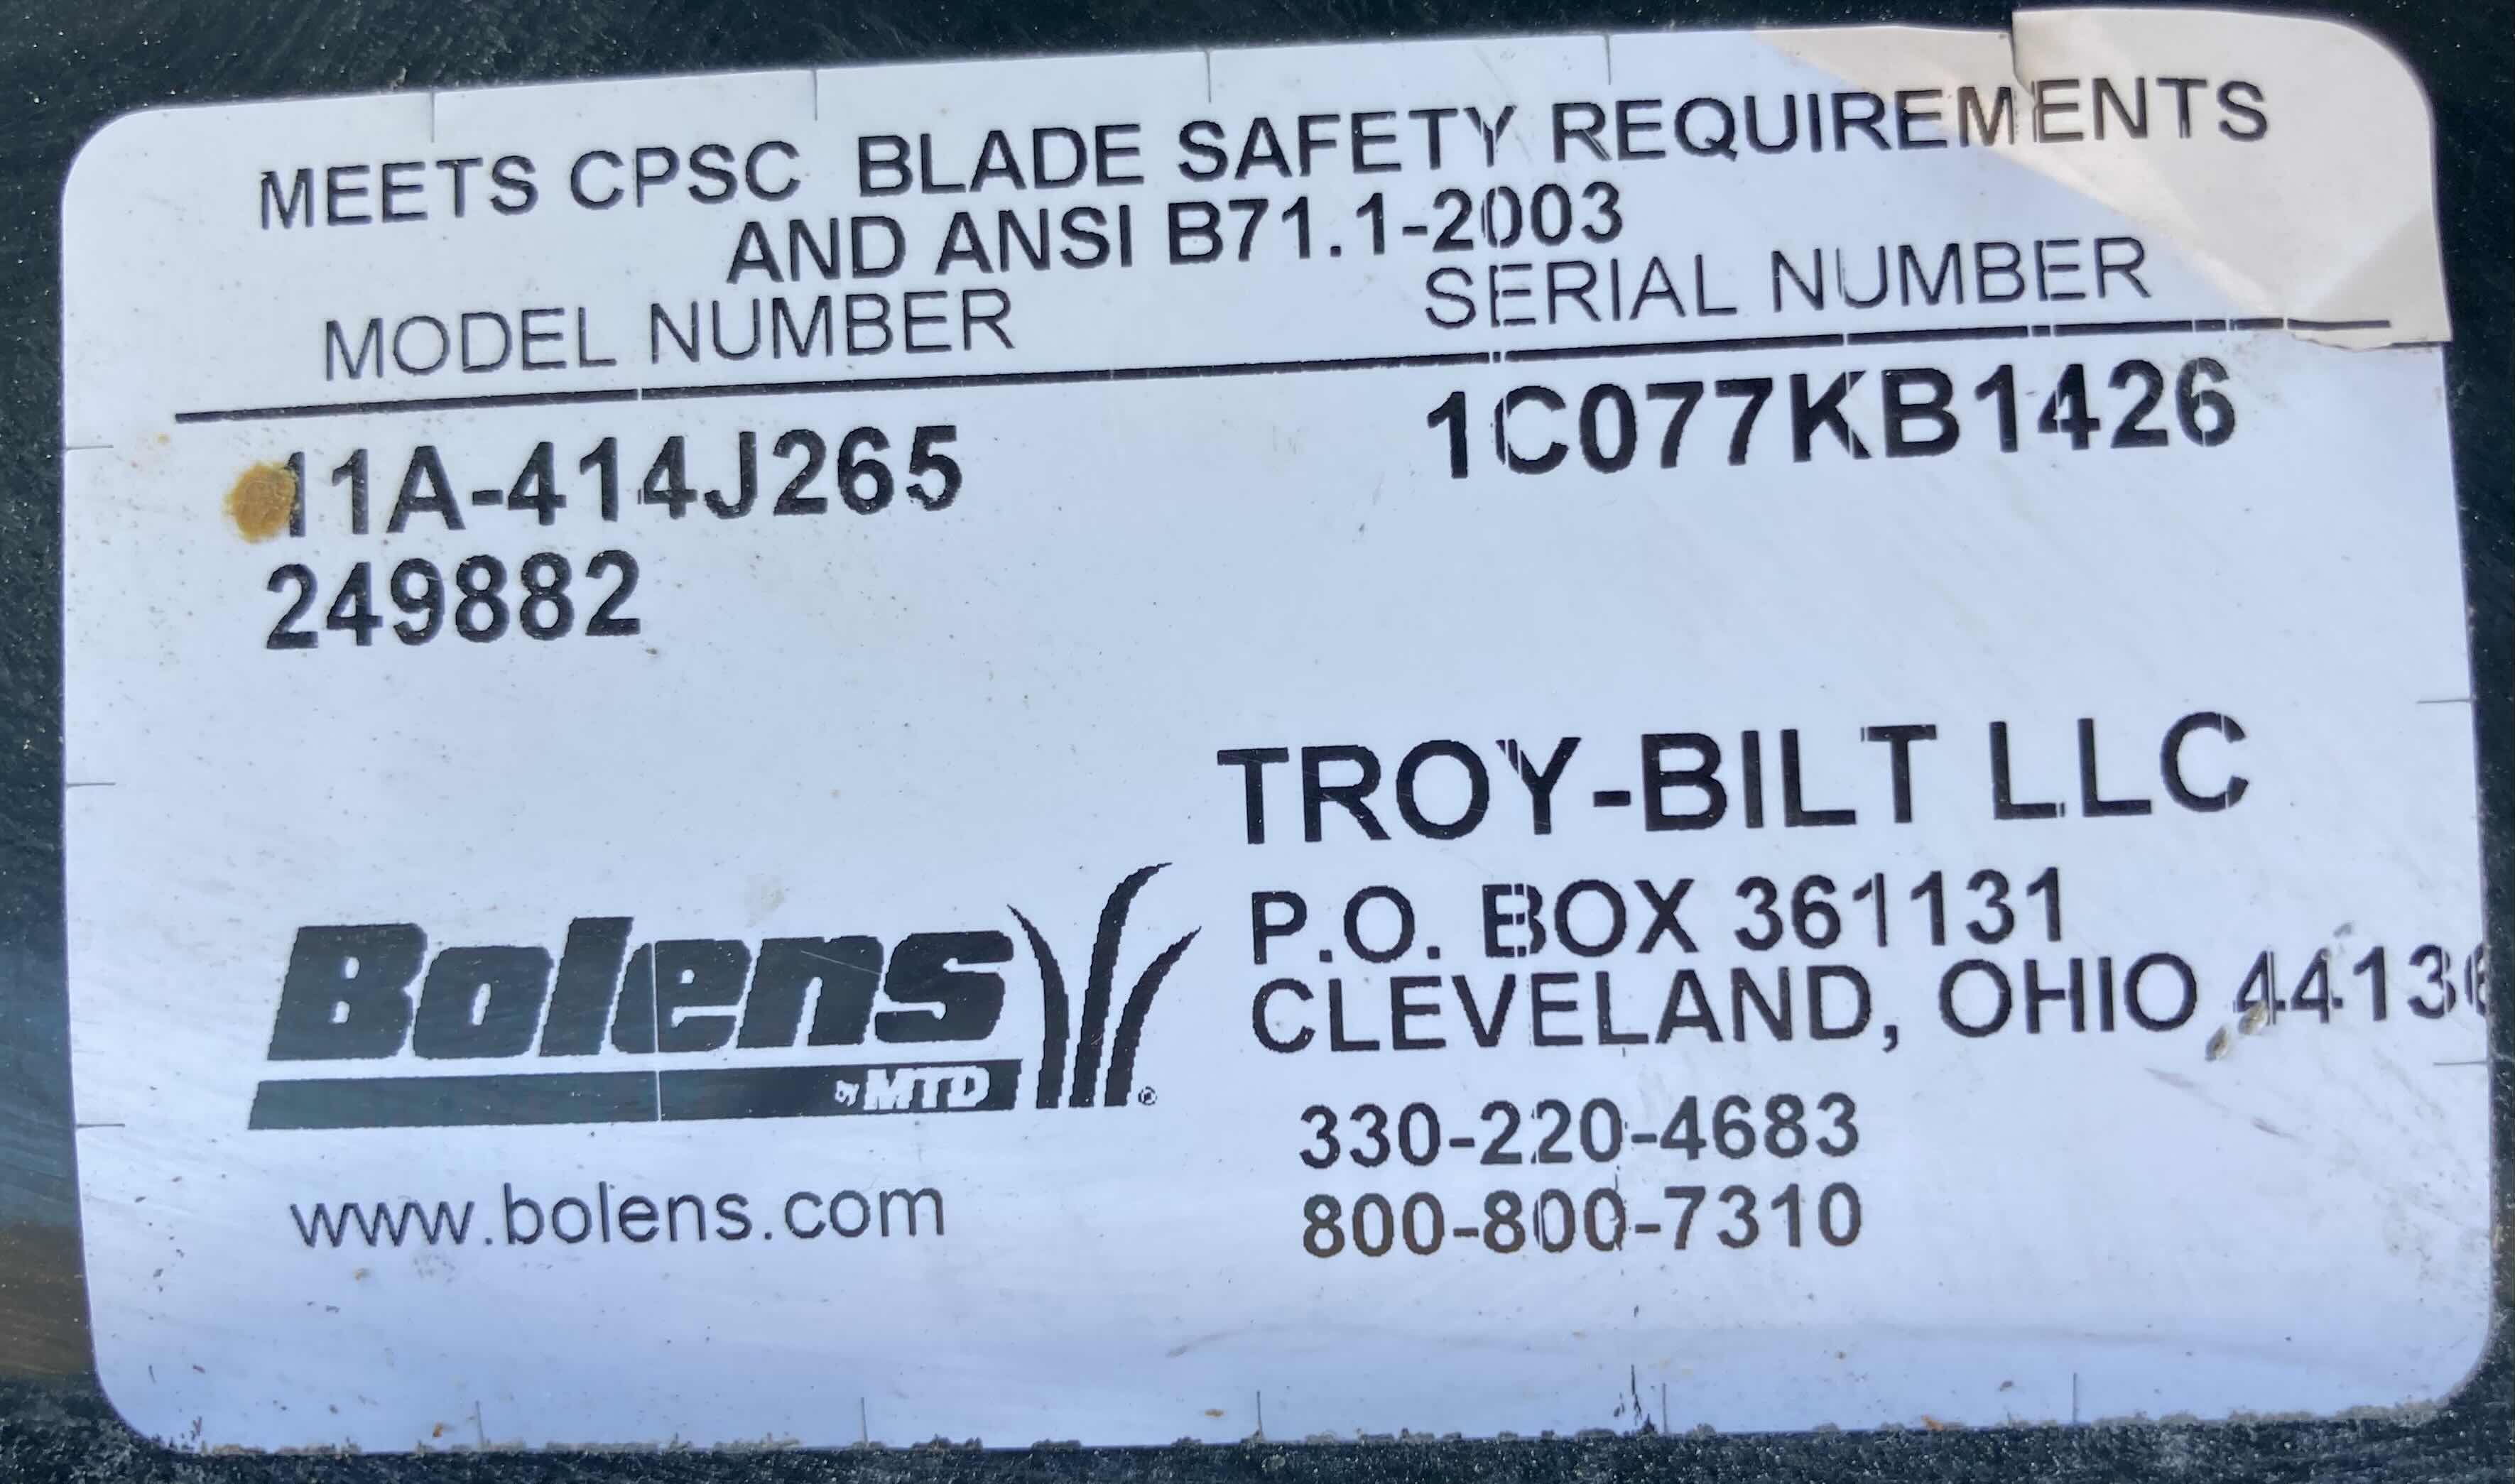 MEETS CPSC BLADE SAFETY REQUIREMENTS
AND ANSI B71.1-2003
MODEL NUMBER SERIAL NUMBER
11A-414J265 1C077KB1426
249882
TROY-BILT LLC
P.O. BOX 361131
CLEVELAND, OHIO 44136
330-220-4683
800-800-7310
Bolens
by MTD ®
www.bolens.com